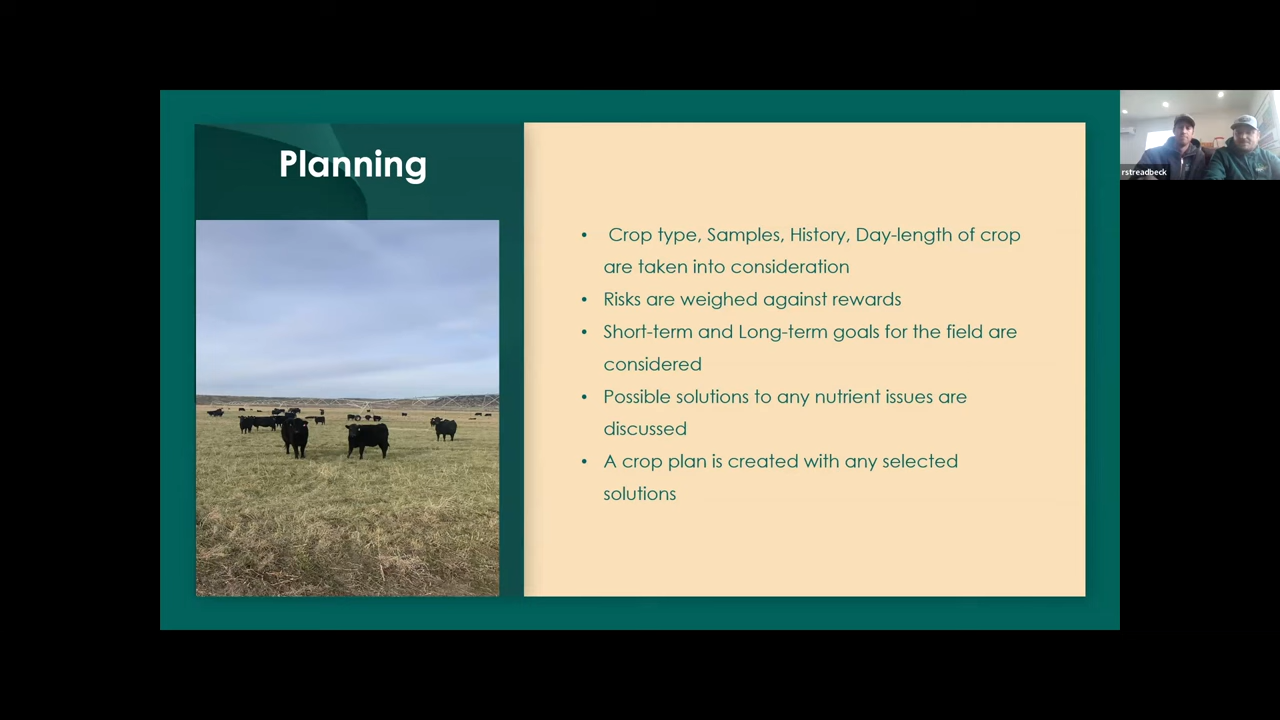 Planning
• Crop type, Samples, History, Day-length of crop
are taken into consideration
• Risks are weighed against rewards
• Short-term and Long-term goals for the field are
considered
• Possible solutions to any nutrient issues are
discussed
• A crop plan is created with any selected
solutions
rstreadbeck